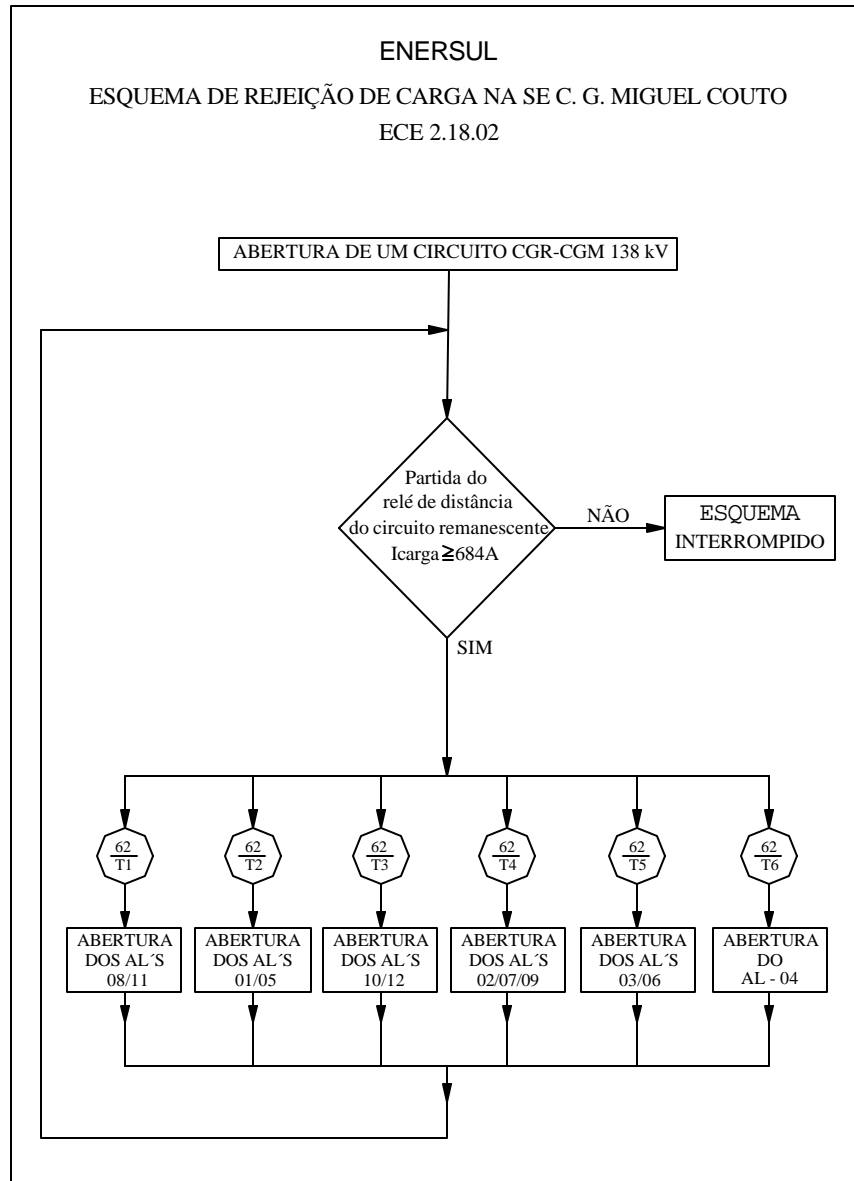 ENERSUL
ESQUEMA DE REJEIÇÃO DE CARGA NA SE C. G. MIGUEL COUTO
ECE 2.18.02
ABERTURA DE UM CIRCUITO CGR-CGM 138 kV
Partida do
relé de distância
do circuito remanescente
Icarga≧684A
NÃO
ESQUEMA
INTERROMPIDO
SIM
62
T1
62
T2
62
T3
62
T4
62
T5
62
T6
ABERTURA
DOS AL´S
08/11
ABERTURA
DOS AL´S
01/05
ABERTURA
DOS AL´S
10/12
ABERTURA
DOS AL´S
02/07/09
ABERTURA
DOS AL´S
03/06
ABERTURA
DO
AL - 04